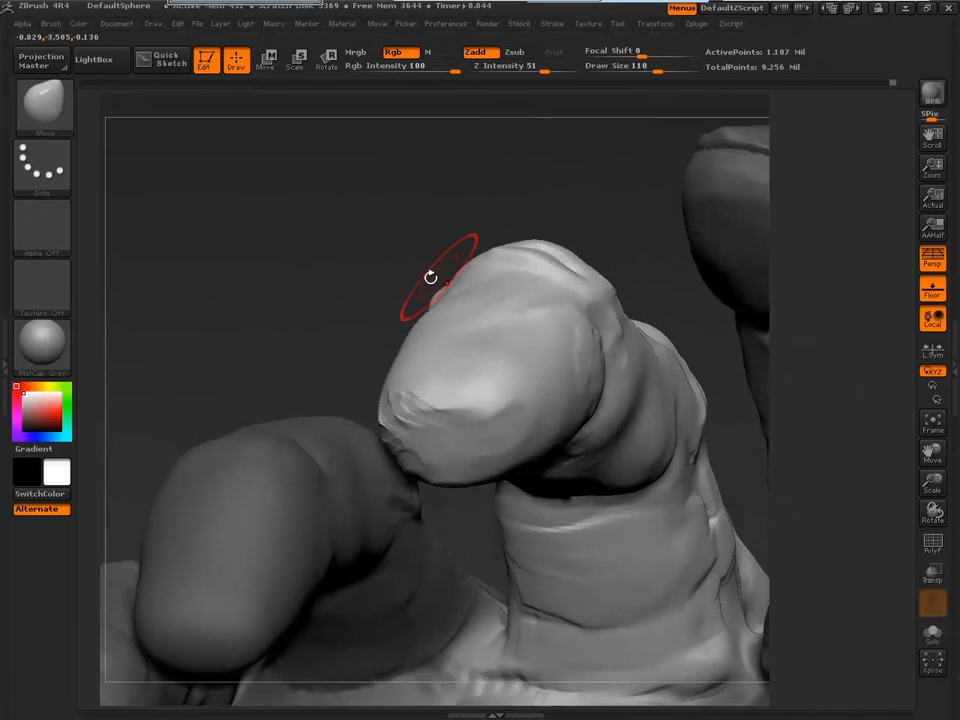 ZBrush 4R4 DefaultSphere • Free Mem 3644 • Timer▸0.044
Menus DefaultZScript
Alpha Brush Color Document Draw Edit File Layer Light Macro Marker Material Movie Picker Preferences Render Stencil Stroke Texture Tool Transform Zplugin Zscript
-0.829,-3.505,-0.136
Projection Master
LightBox
Quick Sketch
Edit
Draw
Move
Scale
Rotate
Mrgb Rgb M
Rgb Intensity 100
Zadd Zsub Zcut
Z Intensity 51
Focal Shift 0
Draw Size 110
ActivePoints: 1.107 Mil
TotalPoints: 9.256 Mil
Move
Dots
Alpha Off
Texture Off
MatCap Gray
Gradient
SwitchColor
Alternate
BPR
SPix
Scroll
Zoom
Actual
AAHalf
Persp
Floor
Local
L.Sym
XYZ
Frame
Move
Scale
Rotate
PolyF
Transp
Solo
Xpose